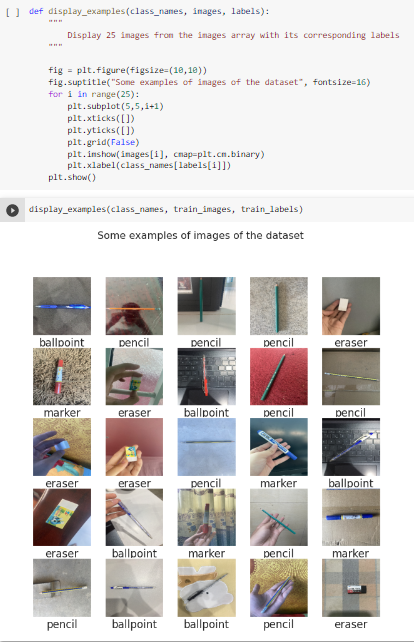 [ ] def display_examples(class_names, images, labels):
"""
Display 25 images from the images array with its corresponding labels
"""
fig = plt.figure(figsize=(10,10))
fig.suptitle("Some examples of images of the dataset", fontsize=16)
for i in range(25):
plt.subplot(5,5,i+1)
plt.xticks([])
plt.yticks([])
plt.grid(False)
plt.imshow(images[i], cmap=plt.cm.binary)
plt.xlabel(class_names[labels[i]])
plt.show()
display_examples(class_names, train_images, train_labels)
Some examples of images of the dataset
ballpoint pencil pencil pencil eraser
marker eraser ballpoint pencil pencil
eraser eraser pencil marker ballpoint
eraser ballpoint marker pencil marker
pencil ballpoint ballpoint pencil eraser